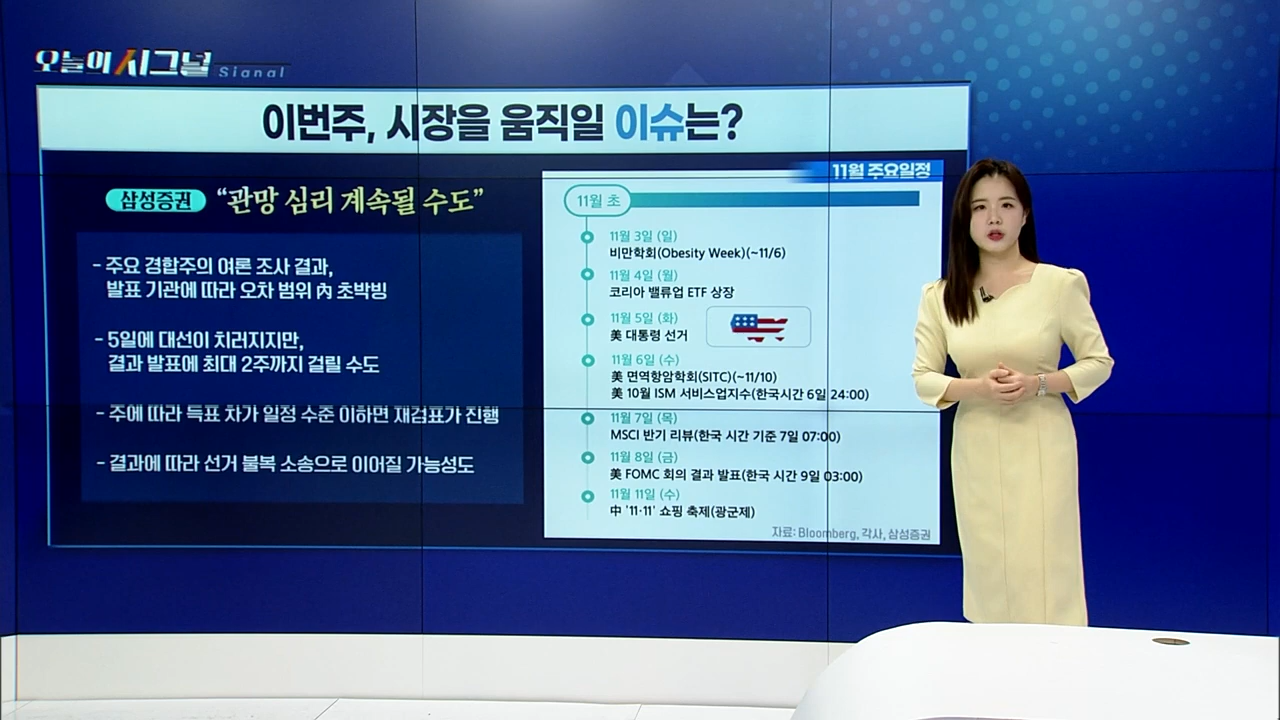 오늘의 시그널 Signal
이번주, 시장을 움직일 이슈는?
삼성증권 “관망 심리 계속될 수도”
- 주요 경합주의 여론 조사 결과,
발표 기관에 따라 오차 범위 內 초박빙
- 5일에 대선이 치러지지만,
결과 발표에 최대 2주까지 걸릴 수도
- 주에 따라 득표 차가 일정 수준 이하면 재검표가 진행
- 결과에 따라 선거 불복 소송으로 이어질 가능성도
11월 주요일정
11월 초
11월 3일 (일)
비만학회(Obesity Week)(~11/6)
11월 4일 (월)
코리아 밸류업 ETF 상장
11월 5일 (화)
美 대통령 선거
11월 6일 (수)
美 면역항암학회(SITC)(~11/10)
美 10월 ISM 서비스업지수(한국시간 6일 24:00)
11월 7일 (목)
MSCI 반기 리뷰(한국 시간 기준 7일 07:00)
11월 8일 (금)
美 FOMC 회의 결과 발표(한국 시간 9일 03:00)
11월 11일 (수)
中 '11·11' 쇼핑 축제(광군제)
자료: Bloomberg, 각사, 삼성증권